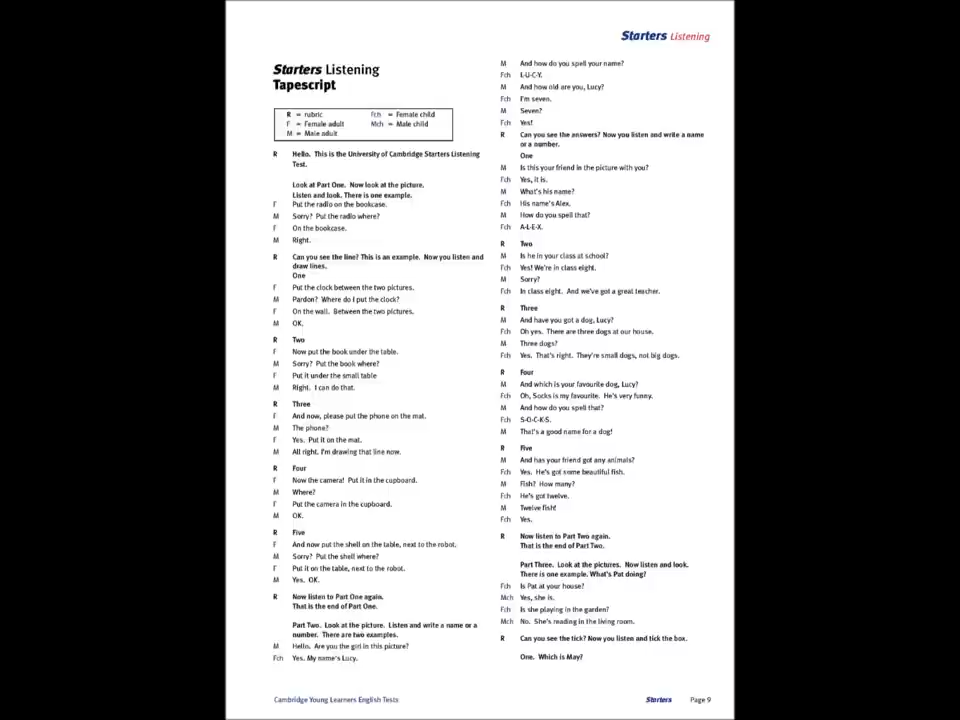 Starters Listening
Starters Listening
Tapescript
R = rubric Fch = Female child
F = Female adult Mch = Male child
M = Male adult
R Hello. This is the University of Cambridge Starters Listening
Test.
Look at Part One. Now look at the picture.
Listen and look. There is one example.
F Put the radio on the bookcase.
M Sorry? Put the radio where?
F On the bookcase.
M Right.
R Can you see the line? This is an example. Now you listen and
draw lines.
One
F Put the clock between the two pictures.
M Pardon? Where do I put the clock?
F On the wall. Between the two pictures.
M OK.
R Two
F Now put the book under the table.
M Sorry? Put the book where?
F Put it under the small table
M Right. I can do that.
R Three
F And now, please put the phone on the mat.
M The phone?
F Yes. Put it on the mat.
M All right. I'm drawing that line now.
R Four
F Now the camera! Put it in the cupboard.
M Where?
F Put the camera in the cupboard.
M OK.
R Five
F And now put the shell on the table, next to the robot.
M Sorry? Put the shell where?
F Put it on the table, next to the robot.
M Yes. OK.
R Now listen to Part One again.
That is the end of Part One.
Part Two. Look at the picture. Listen and write a name or a
number. There are two examples.
M Hello. Are you the girl in this picture?
Fch Yes. My name's Lucy.
M And how do you spell your name?
Fch L-U-C-Y.
M And how old are you, Lucy?
Fch I'm seven.
M Seven?
Fch Yes!
R Can you see the answers? Now you listen and write a name
or a number.
One
M Is this your friend in the picture with you?
Fch Yes, it is.
M What's his name?
Fch His name's Alex.
M How do you spell that?
Fch A-L-E-X.
R Two
M Is he in your class at school?
Fch Yes! We're in class eight.
M Sorry?
Fch In class eight. And we've got a great teacher.
R Three
M And have you got a dog, Lucy?
Fch Oh yes. There are three dogs at our house.
M Three dogs?
Fch Yes. That's right. They're small dogs, not big dogs.
R Four
M And which is your favourite dog, Lucy?
Fch Oh, Socks is my favourite. He's very funny.
M And how do you spell that?
Fch S-O-C-K-S.
M That's a good name for a dog!
R Five
M And has your friend got any animals?
Fch Yes. He's got some beautiful fish.
M Fish? How many?
Fch He's got twelve.
M Twelve fish!
Fch Yes.
R Now listen to Part Two again.
That is the end of Part Two.
Part Three. Look at the pictures. Now listen and look.
There is one example. What's Pat doing?
Fch Is Pat at your house?
Mch Yes, she is.
Fch Is she playing in the garden?
Mch No. She's reading in the living room.
R Can you see the tick? Now you listen and tick the box.
One. Which is May?
Cambridge Young Learners English Tests
Starters Page 9